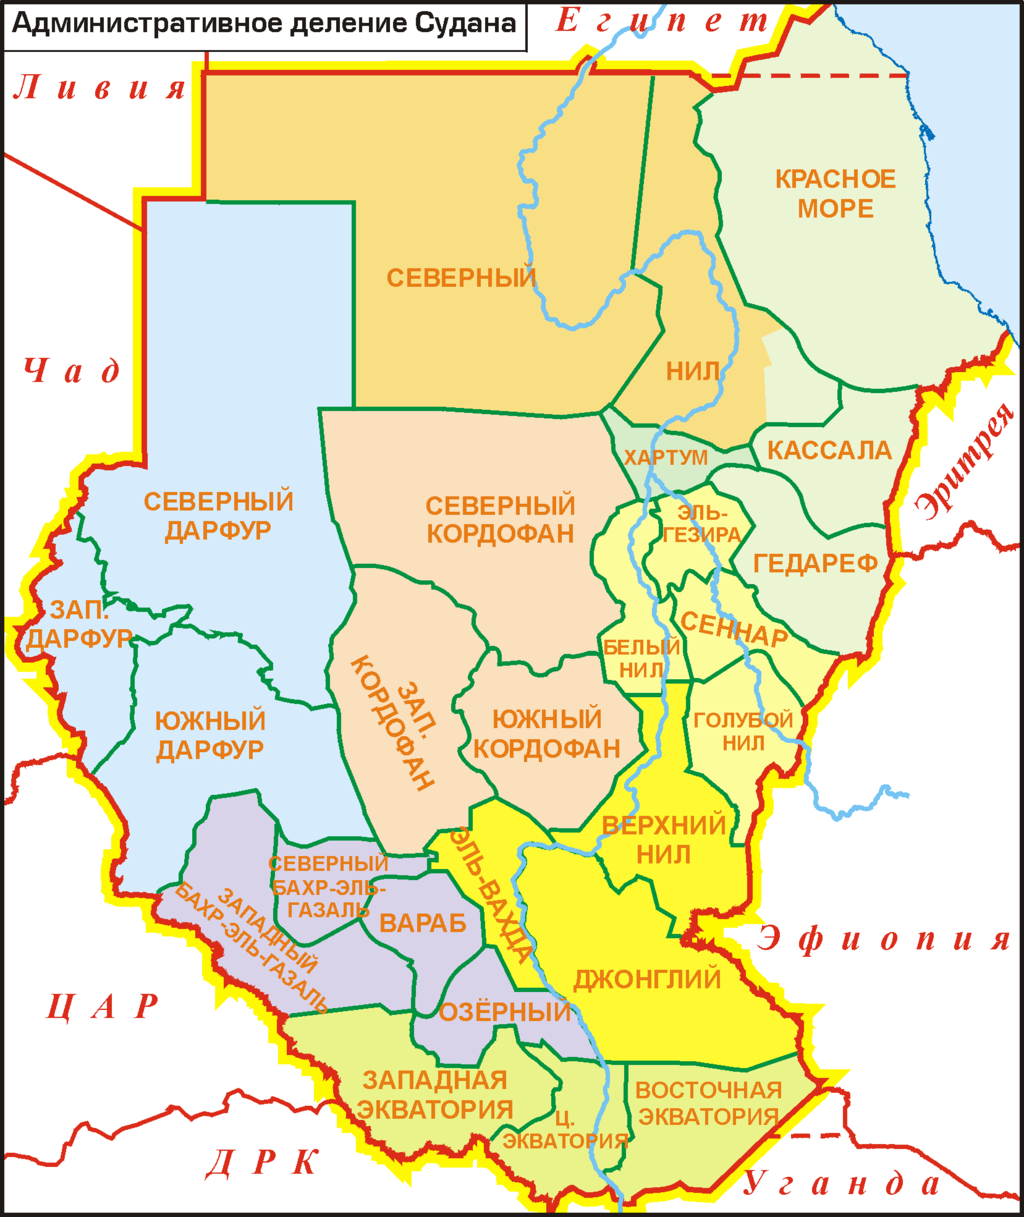 Административное деление Судана
Египет
Ливия
КРАСНОЕ
МОРЕ
СЕВЕРНЫЙ
Чад
НИЛ
Эритрея
ХАРТУМ
КАССАЛА
СЕВЕРНЫЙ
ДАРФУР
СЕВЕРНЫЙ
КОРДОФАН
ЭЛЬ-
ГЕЗИРА
ГЕДАРЕФ
ЗАП.
ДАРФУР
СЕННАР
БЕЛЫЙ
НИЛ
ЗАП.
КОРДОФАН
ЮЖНЫЙ
ДАРФУР
ЮЖНЫЙ
КОРДОФАН
ГОЛУБОЙ
НИЛ
ВЕРХНИЙ
НИЛ
ЭЛЬ-ВАХДА
СЕВЕРНЫЙ
БАХР-ЭЛЬ-
ГАЗАЛЬ
ЗАПАДНЫЙ
БАХР-ЭЛЬ-ГАЗАЛЬ
ВАРАБ
Эфиопия
ДЖОНГЛИЙ
ЦАР
ОЗЁРНЫЙ
ЗАПАДНАЯ
ЭКВАТОРИЯ
ВОСТОЧНАЯ
ЭКВАТОРИЯ
Ц.
ЭКВАТОРИЯ
ДРК
Уганда